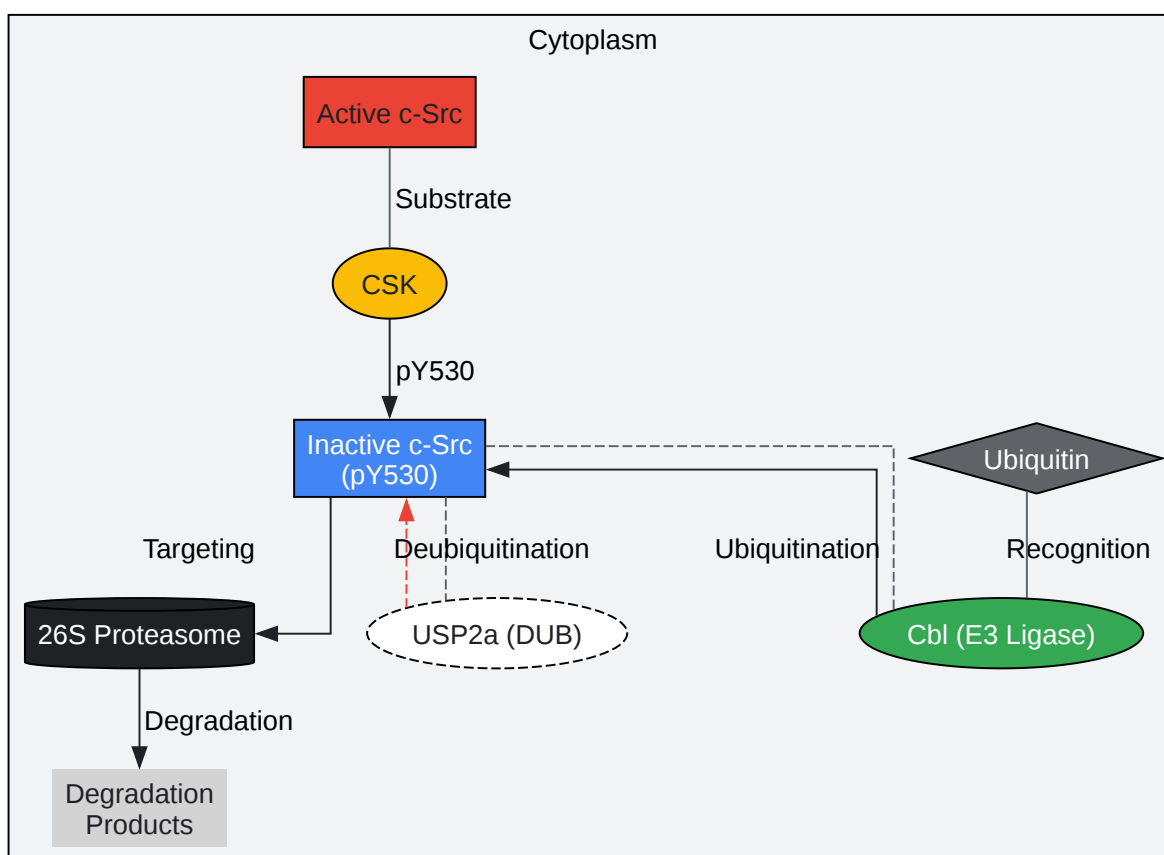 Cytoplasm
Active c-Src
Substrate
CSK
pY530
Inactive c-Src
(pY530)
Ubiquitin
Targeting
Deubiquitination
Ubiquitination
Recognition
26S Proteasome
USP2a (DUB)
Cbl (E3 Ligase)
Degradation
Degradation
Products